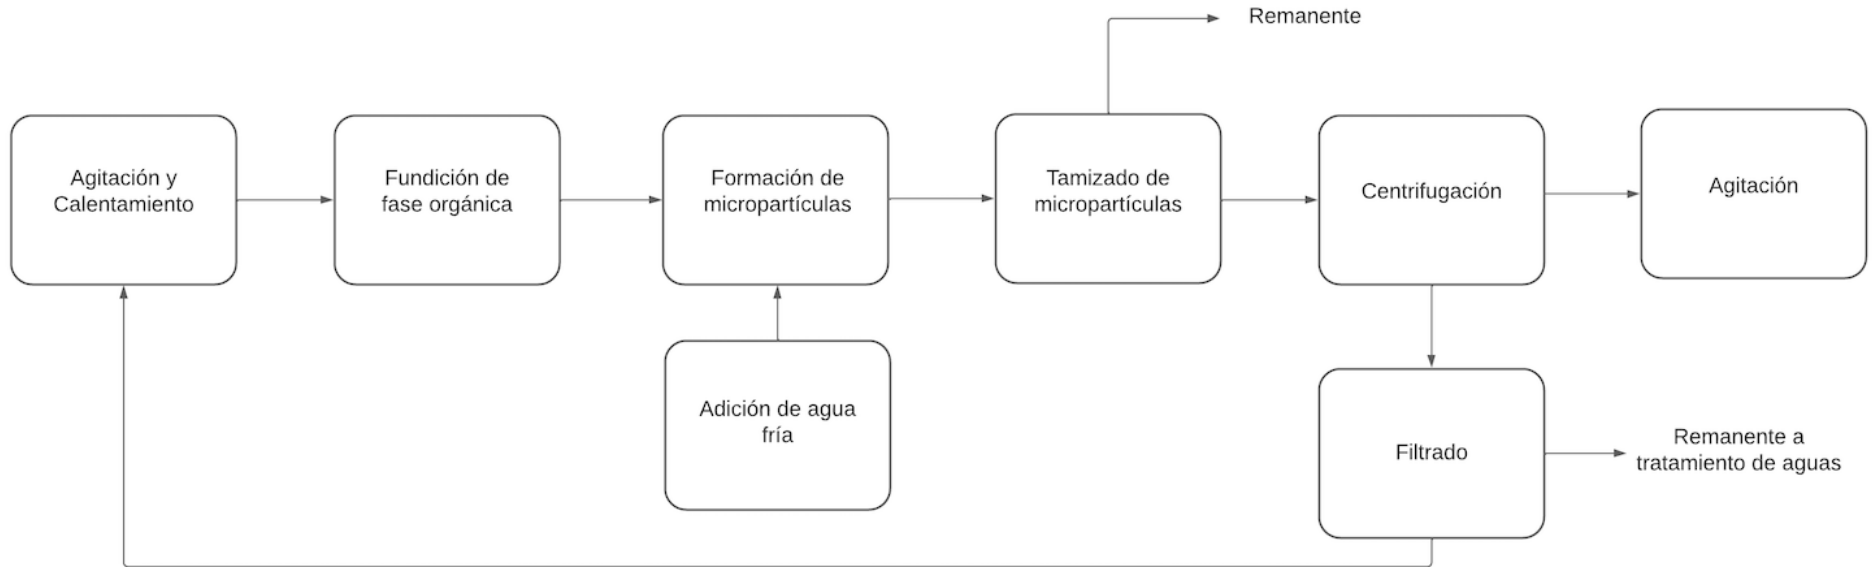 Remanente
Agitación y
Calentamiento
Fundición de
fase orgánica
Formación de
micropartículas
Tamizado de
micropartículas
Centrifugación
Agitación
Adición de agua
fría
Filtrado
Remanente a
tratamiento de aguas